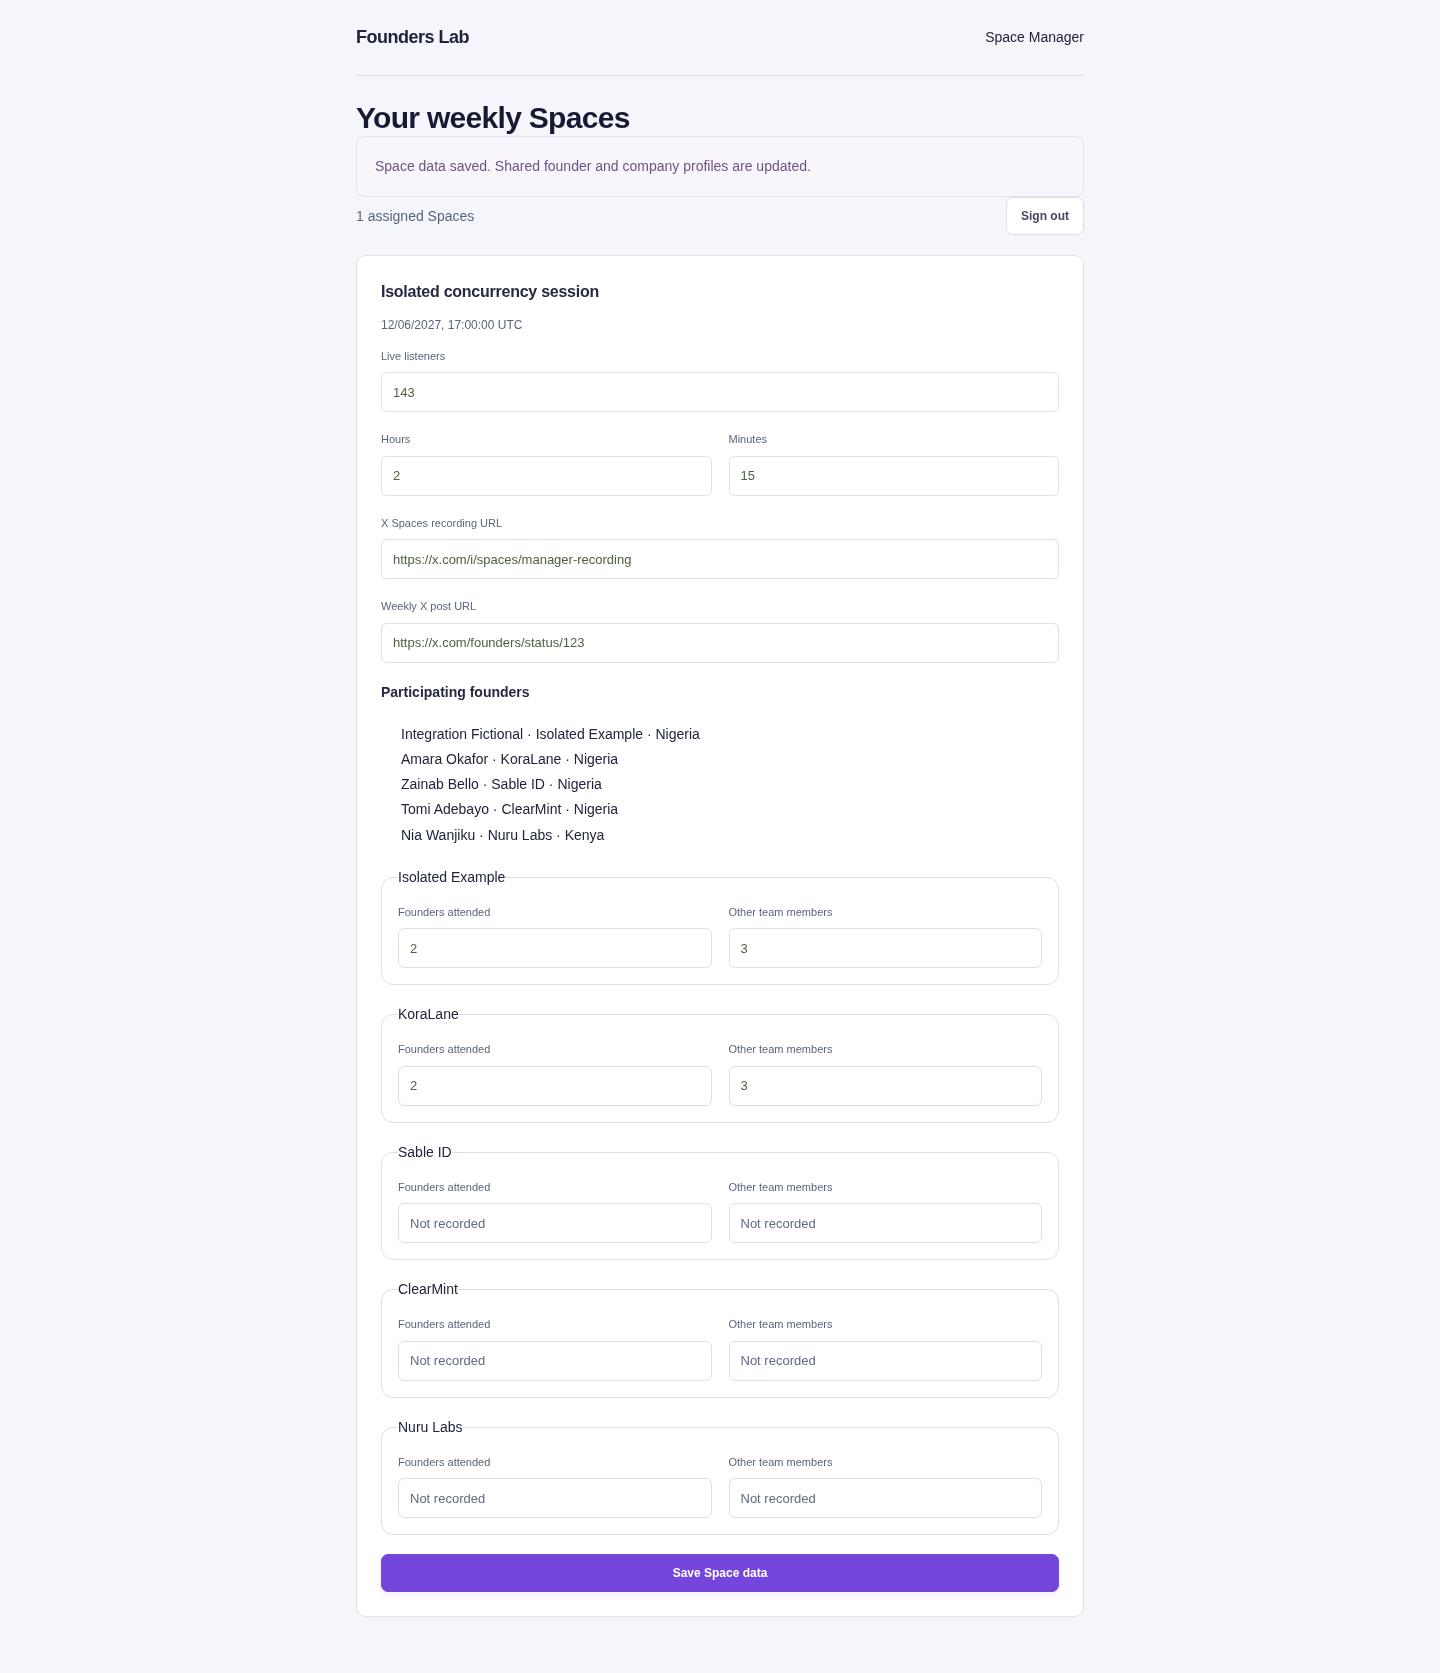 Founders Lab
Space Manager
Your weekly Spaces
Space data saved. Shared founder and company profiles are updated.
1 assigned Spaces
Sign out
Isolated concurrency session
12/06/2027, 17:00:00 UTC
Live listeners
143
Hours
Minutes
2
15
X Spaces recording URL
https://x.com/i/spaces/manager-recording
Weekly X post URL
https://x.com/founders/status/123
Participating founders
Integration Fictional · Isolated Example · Nigeria
Amara Okafor · KoraLane · Nigeria
Zainab Bello · Sable ID · Nigeria
Tomi Adebayo · ClearMint · Nigeria
Nia Wanjiku · Nuru Labs · Kenya
Isolated Example
Founders attended
Other team members
2
3
KoraLane
Founders attended
Other team members
2
3
Sable ID
Founders attended
Other team members
Not recorded
Not recorded
ClearMint
Founders attended
Other team members
Not recorded
Not recorded
Nuru Labs
Founders attended
Other team members
Not recorded
Not recorded
Save Space data